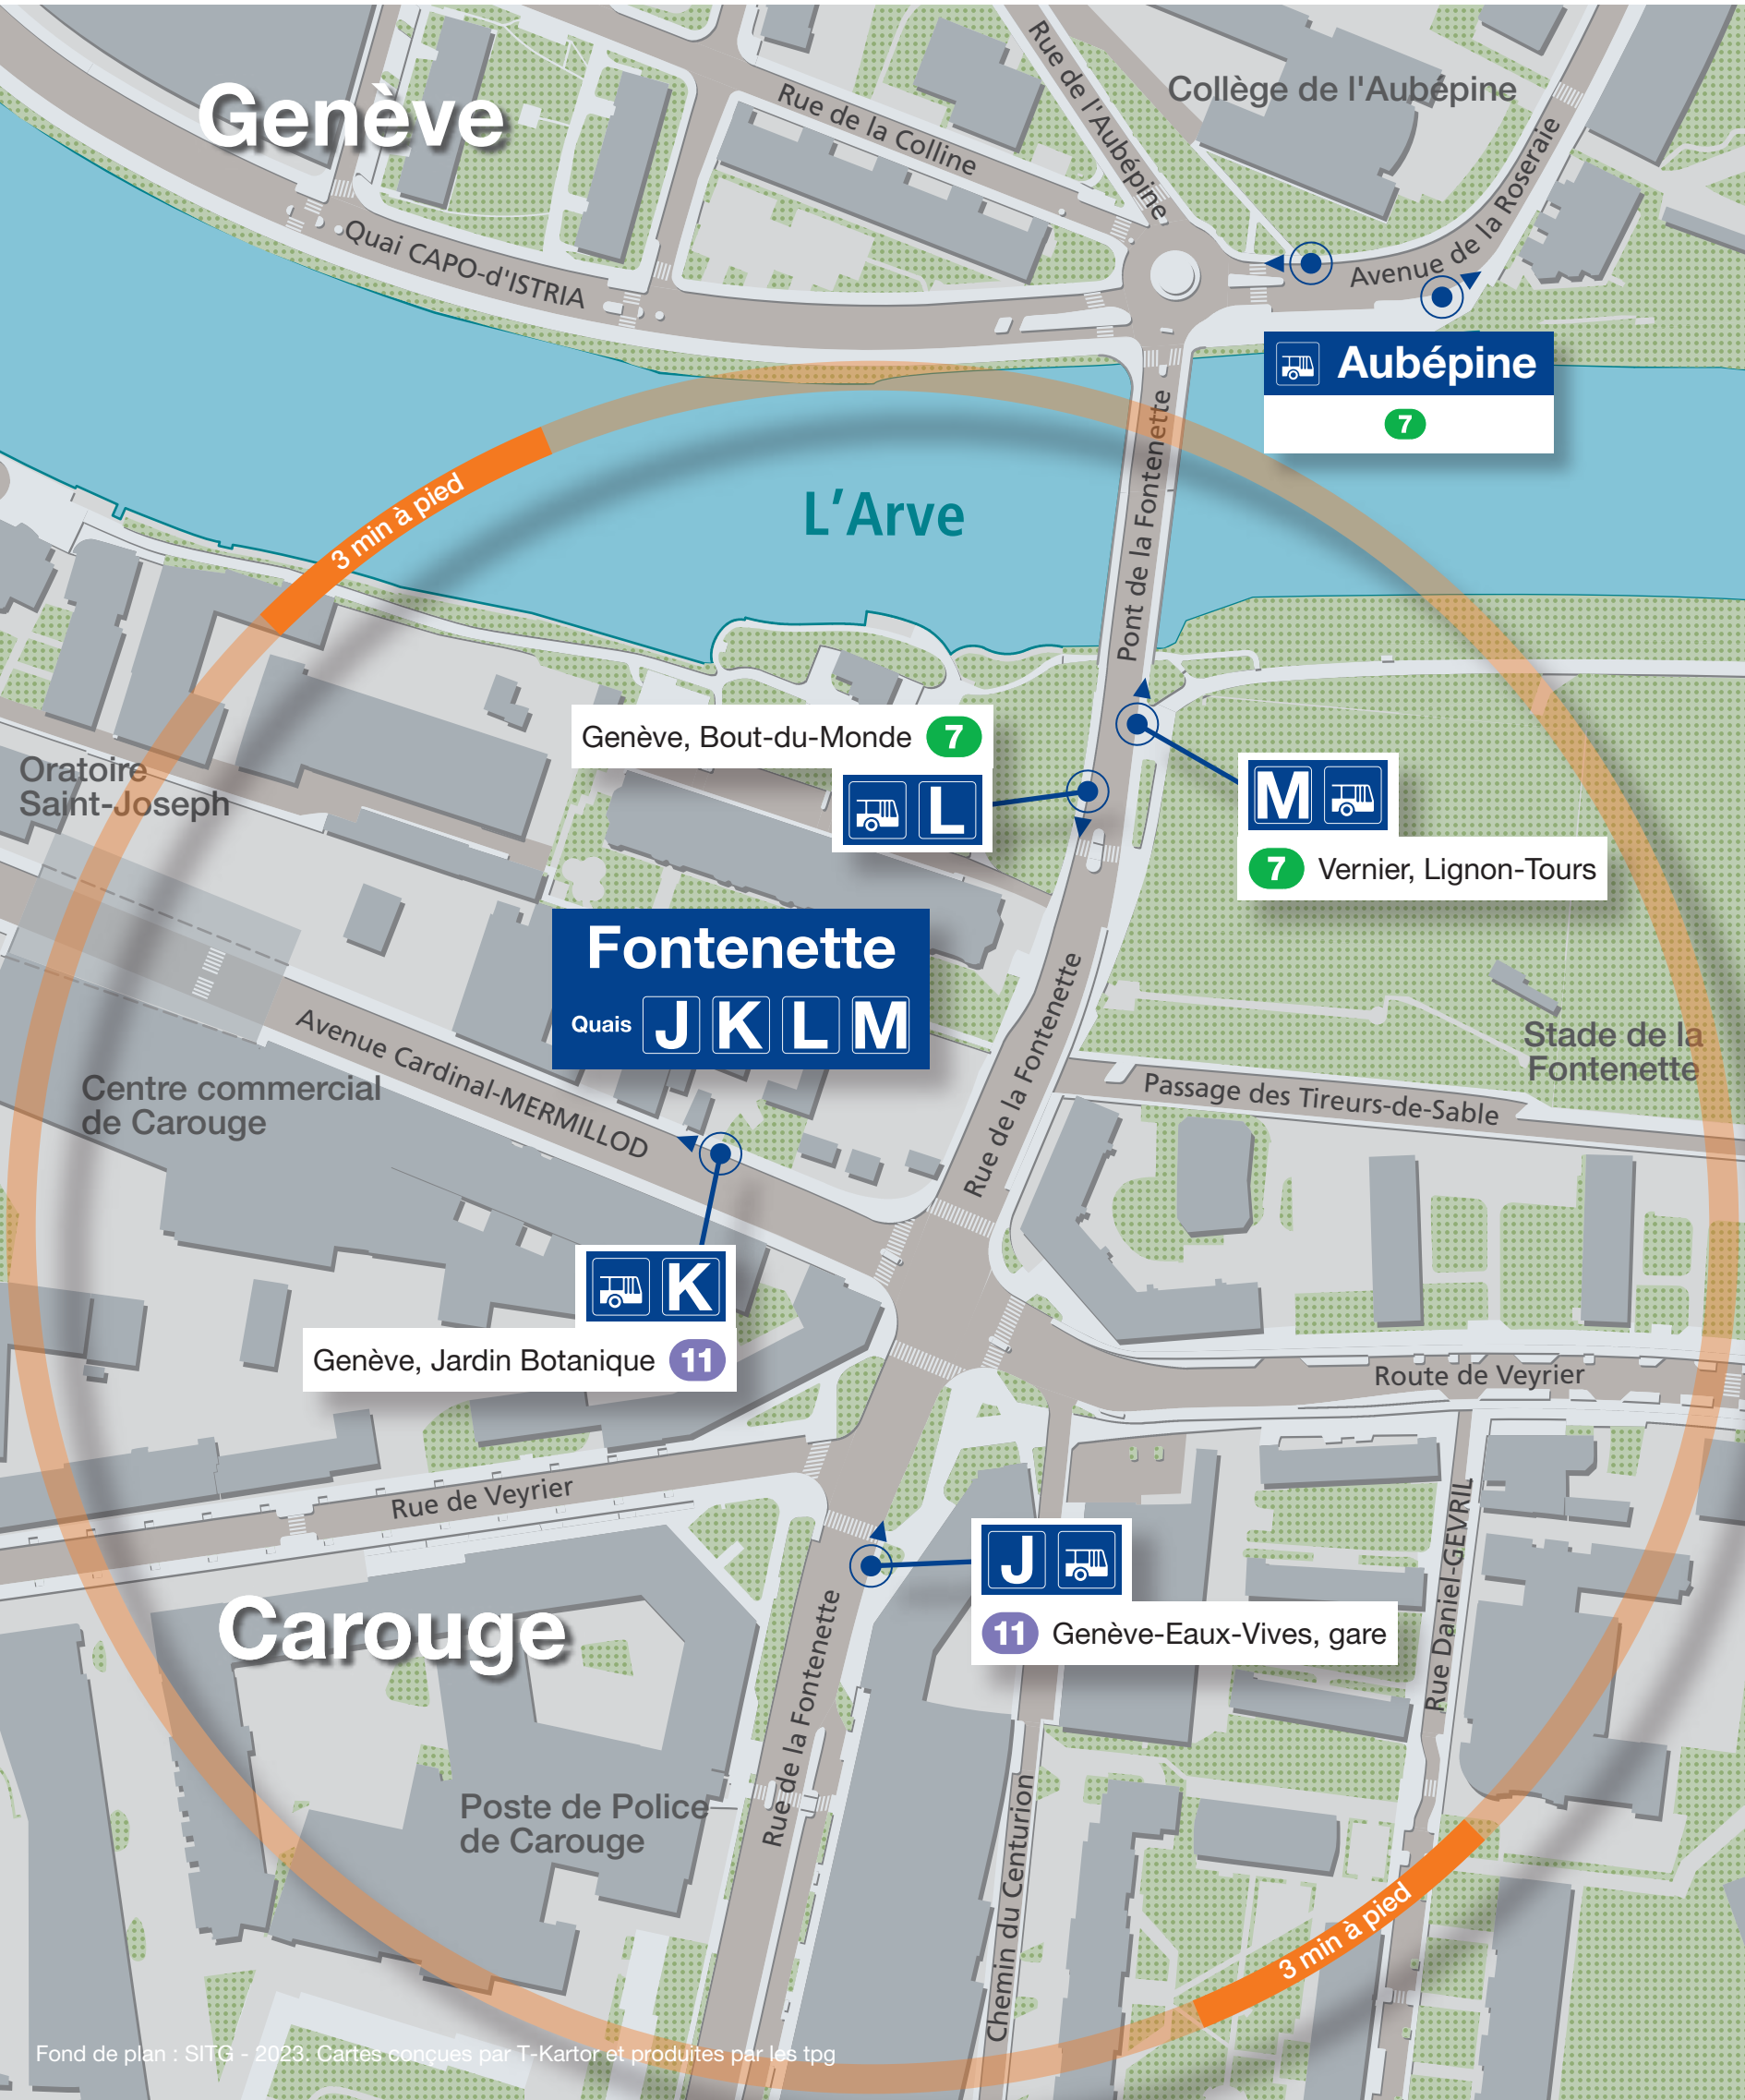 Genève
Rue de la Colline
Rue de l'Aubépine
Collège de l'Aubépine
Avenue de la Roseraie
Quai CAPO-d'ISTRIA
Aubépine
7
Pont de la Fontenette
3 min à pied
L'Arve
Genève, Bout-du-Monde 7
L
M
7 Vernier, Lignon-Tours
Oratoire
Saint-Joseph
Fontenette
Quais J K L M
Rue de la Fontenette
Avenue Cardinal-MERMILLOD
Centre commercial
de Carouge
Stade de la
Fontenette
Passage des Tireurs-de-Sable
K
Genève, Jardin Botanique 11
Route de Veyrier
Rue de Veyrier
J
11 Genève-Eaux-Vives, gare
Carouge
Rue de la Fontenette
Rue Daniel-GEVRIL
Poste de Police
de Carouge
Chemin du Centurion
3 min à pied
Fond de plan : SITG - 2023. Cartes conçues par T-Kartor et produites par les tpg